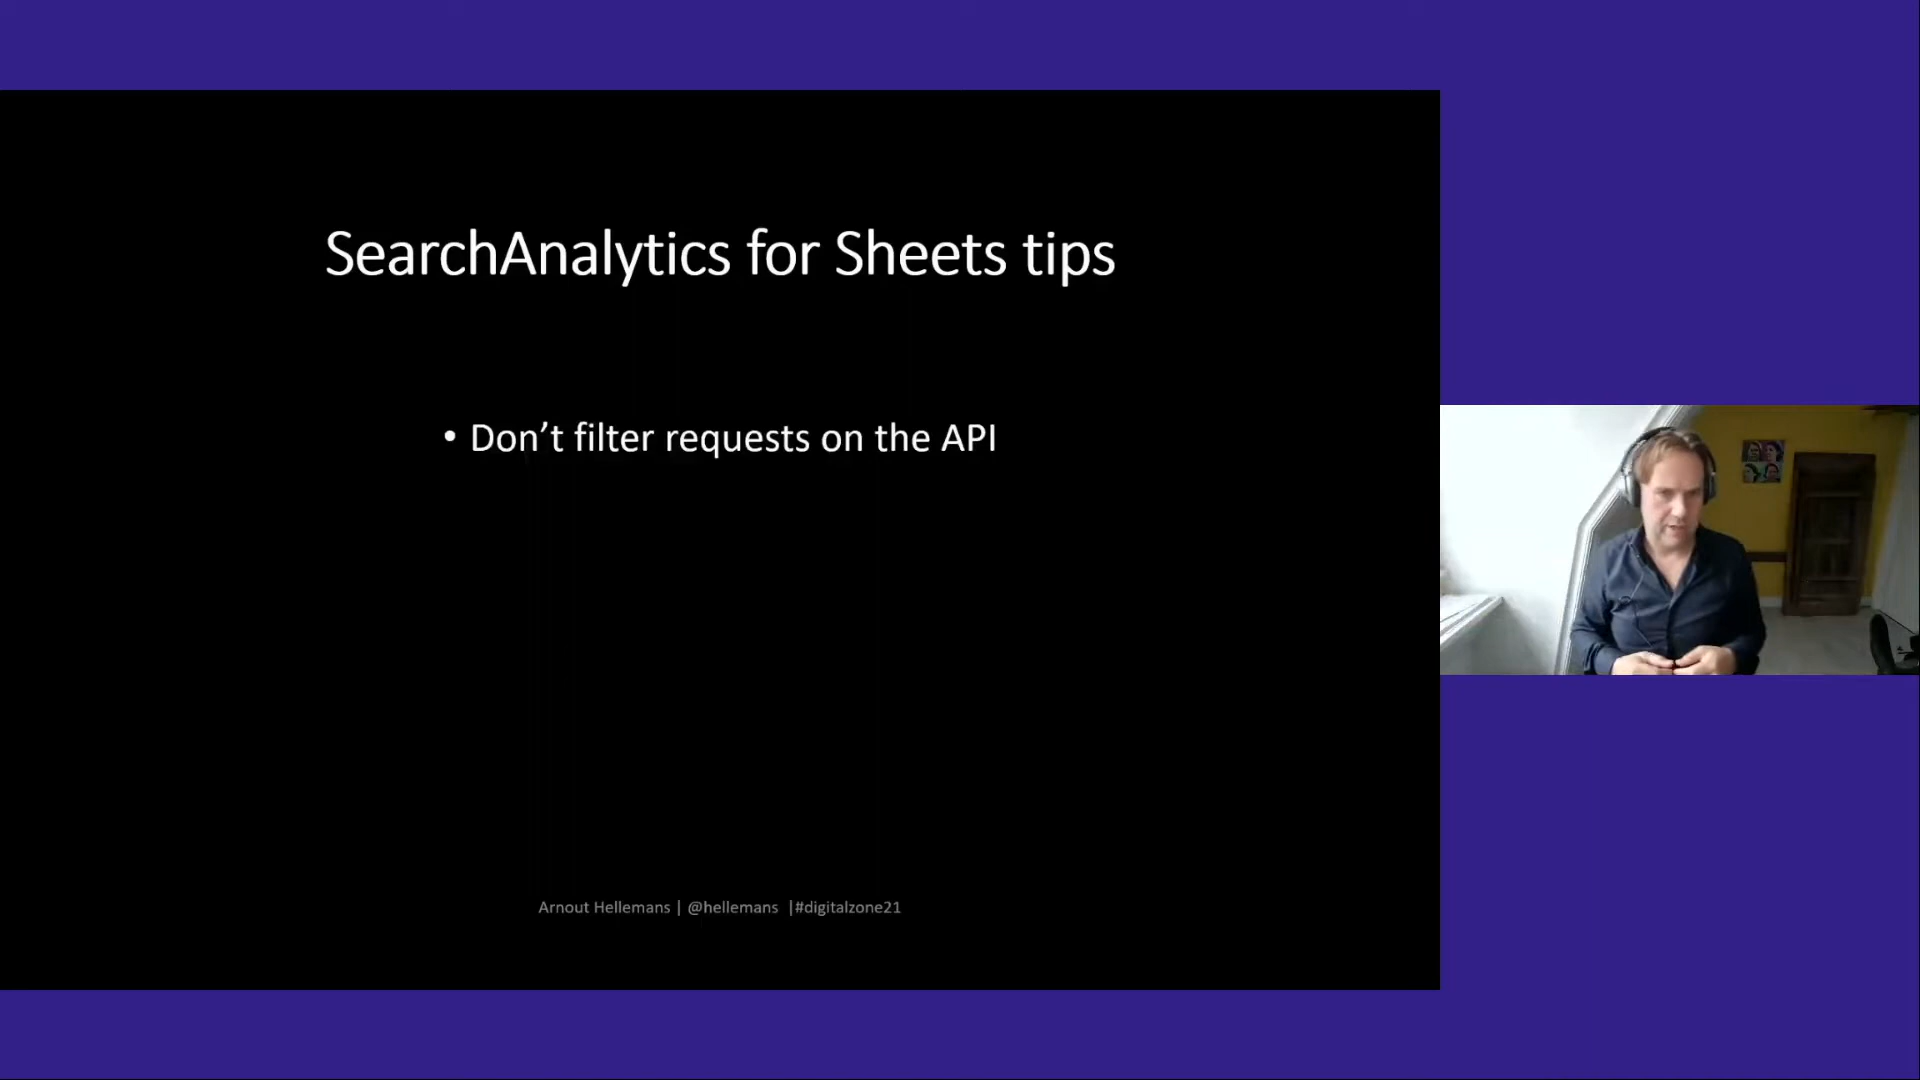 SearchAnalytics for Sheets tips
• Don’t filter requests on the API
Arnout Hellemans | @hellemans |#digitalzone21